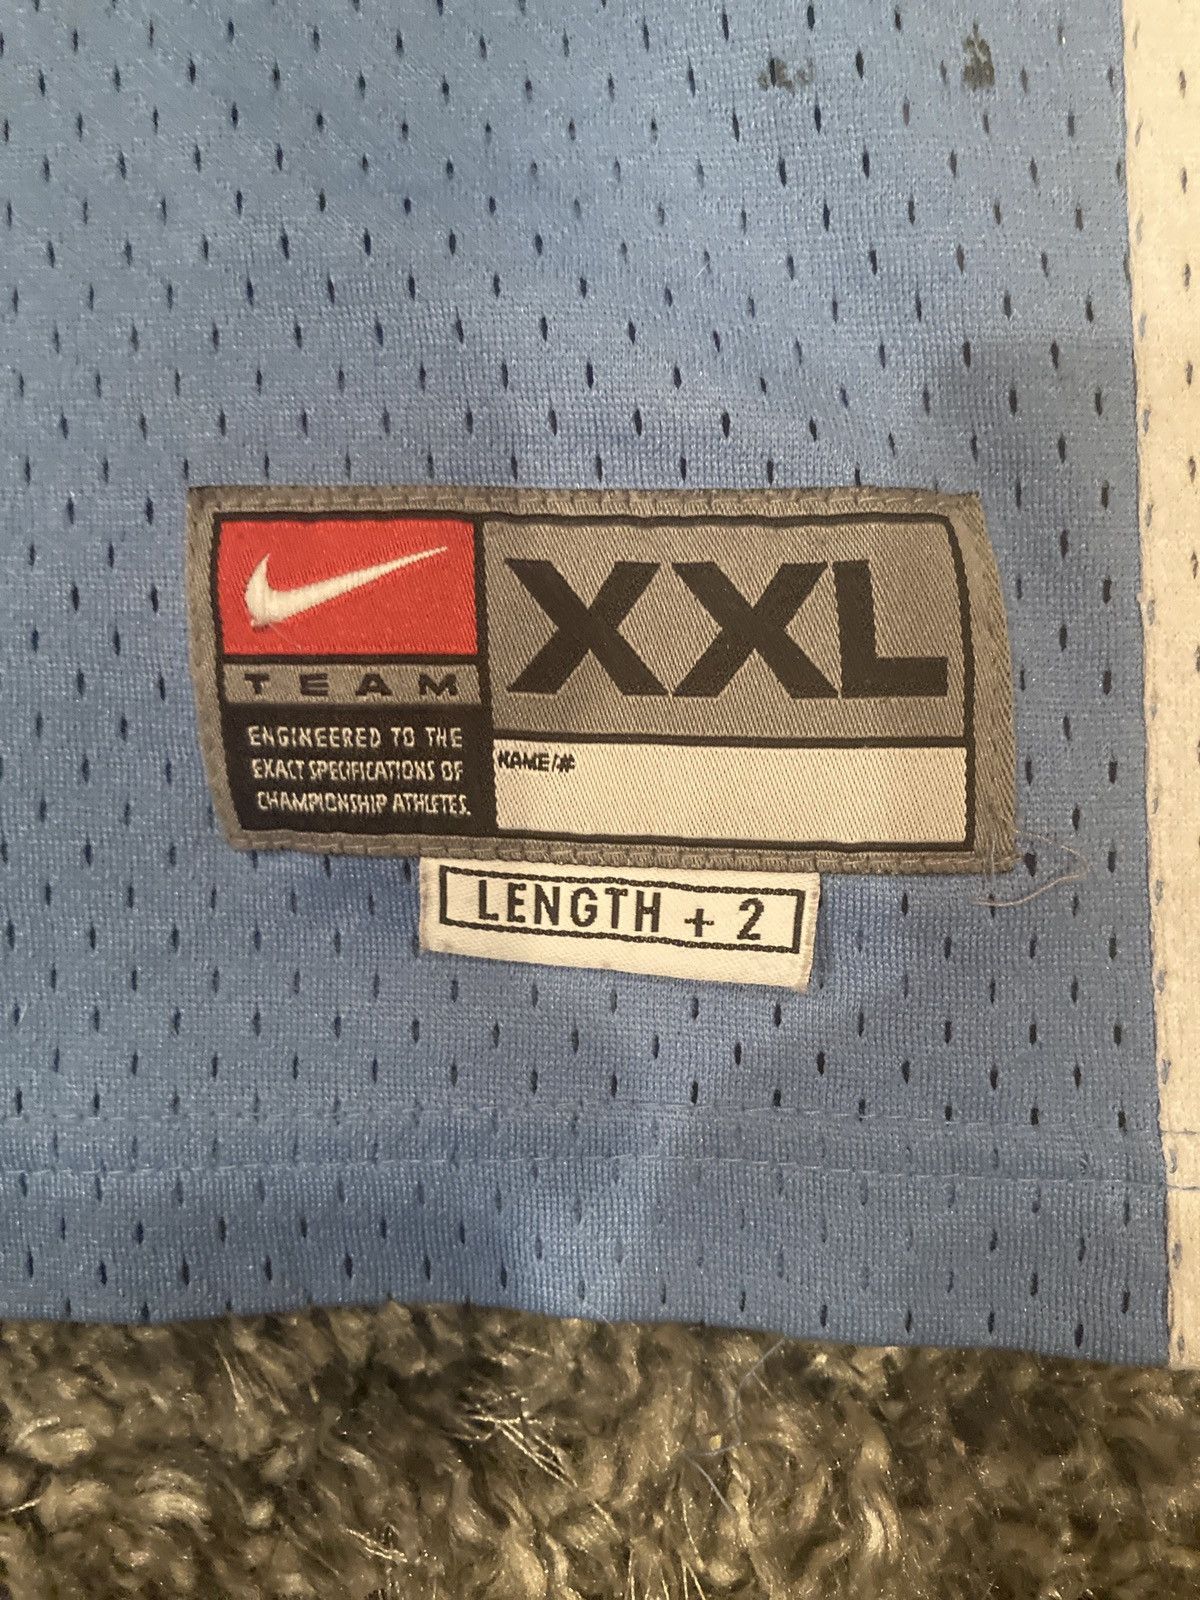 XXL
TEAM
ENGINEERED TO THE
EXACT SPECIFICATIONS OF
CHAMPIONSHIP ATHLETES.
NAME/#
LENGTH + 2